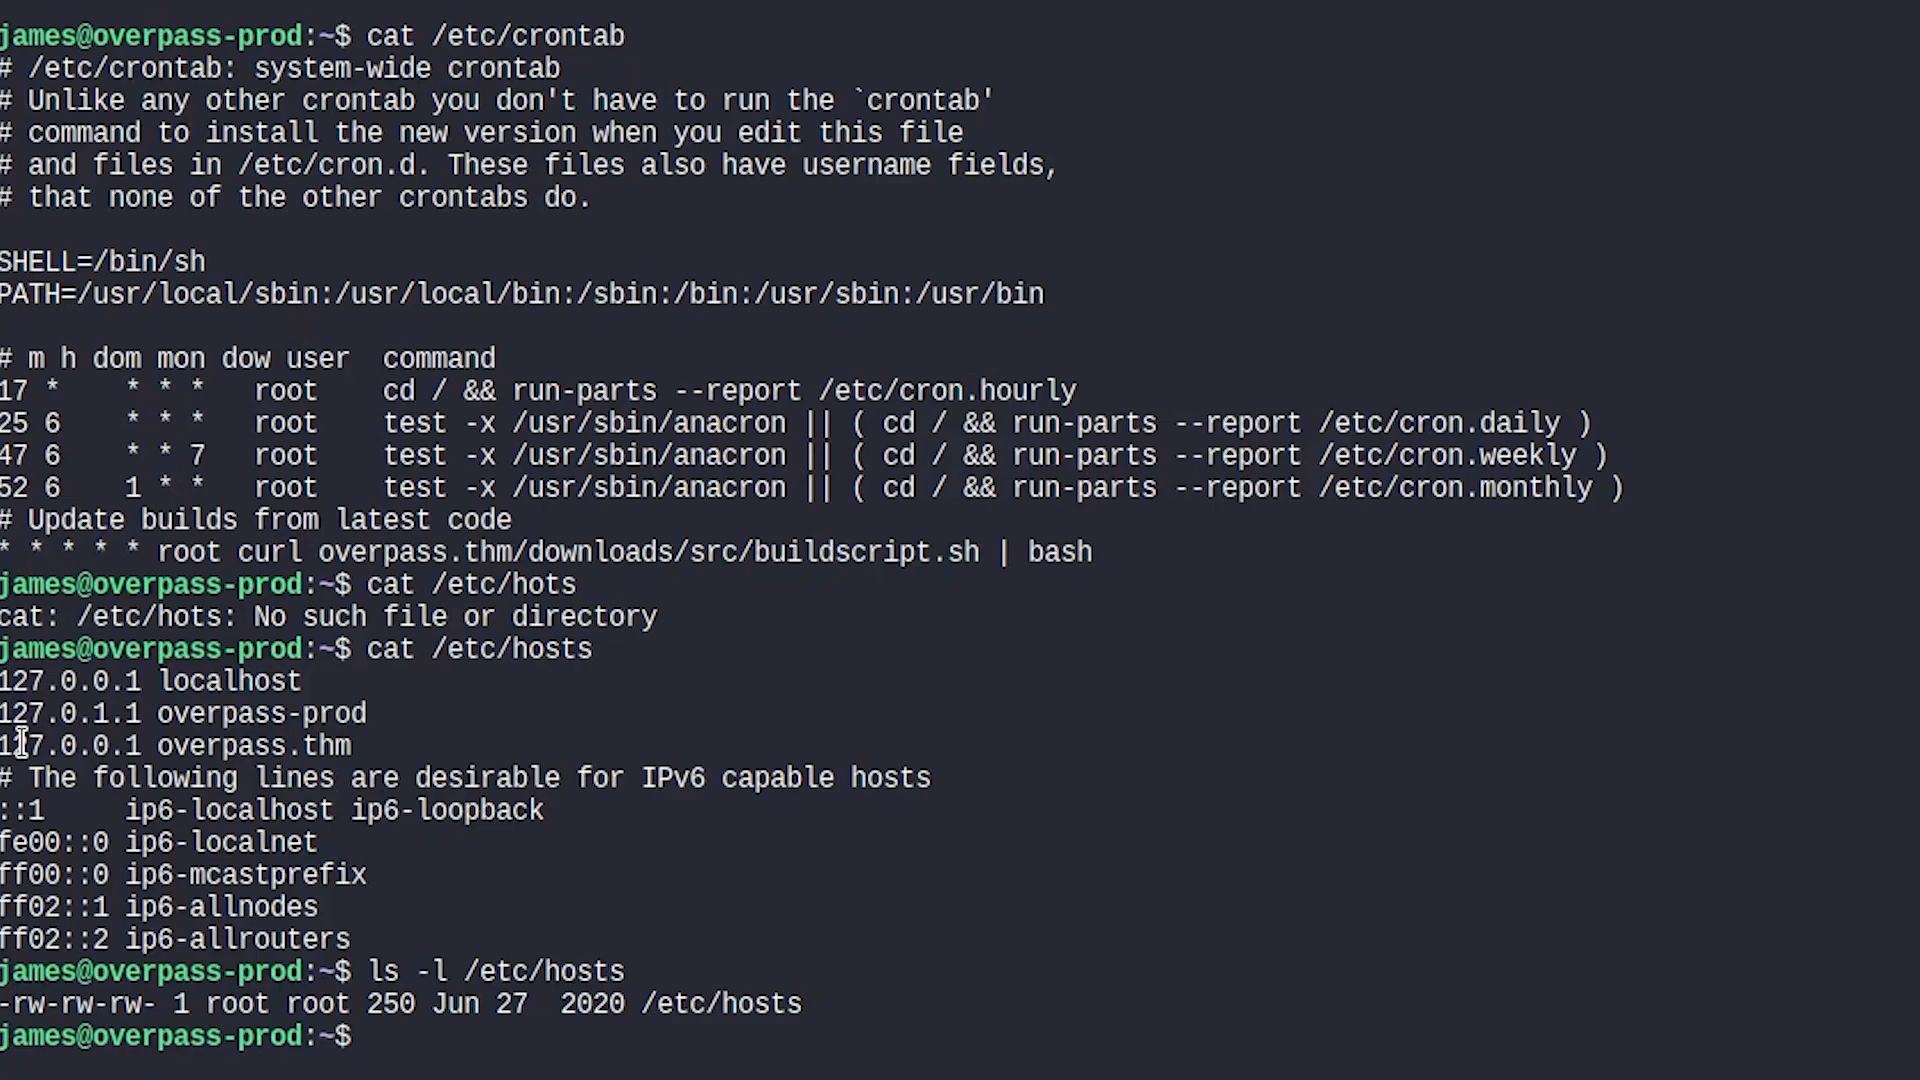 james@overpass-prod:~$ cat /etc/crontab
# /etc/crontab: system-wide crontab
# Unlike any other crontab you don't have to run the `crontab'
# command to install the new version when you edit this file
# and files in /etc/cron.d. These files also have username fields,
# that none of the other crontabs do.
SHELL=/bin/sh
PATH=/usr/local/sbin:/usr/local/bin:/sbin:/bin:/usr/sbin:/usr/bin
# m h dom mon dow user  command
17 *    * * *   root    cd / && run-parts --report /etc/cron.hourly
25 6    * * *   root    test -x /usr/sbin/anacron || ( cd / && run-parts --report /etc/cron.daily )
47 6    * * 7   root    test -x /usr/sbin/anacron || ( cd / && run-parts --report /etc/cron.weekly )
52 6    1 * *   root    test -x /usr/sbin/anacron || ( cd / && run-parts --report /etc/cron.monthly )
# Update builds from latest code
* * * * * root curl overpass.thm/downloads/src/buildscript.sh | bash
james@overpass-prod:~$ cat /etc/hots
cat: /etc/hots: No such file or directory
james@overpass-prod:~$ cat /etc/hosts
127.0.0.1 localhost
127.0.1.1 overpass-prod
127.0.0.1 overpass.thm
# The following lines are desirable for IPv6 capable hosts
::1     ip6-localhost ip6-loopback
fe00::0 ip6-localnet
ff00::0 ip6-mcastprefix
ff02::1 ip6-allnodes
ff02::2 ip6-allrouters
james@overpass-prod:~$ ls -l /etc/hosts
-rw-rw-rw- 1 root root 250 Jun 27  2020 /etc/hosts
james@overpass-prod:~$